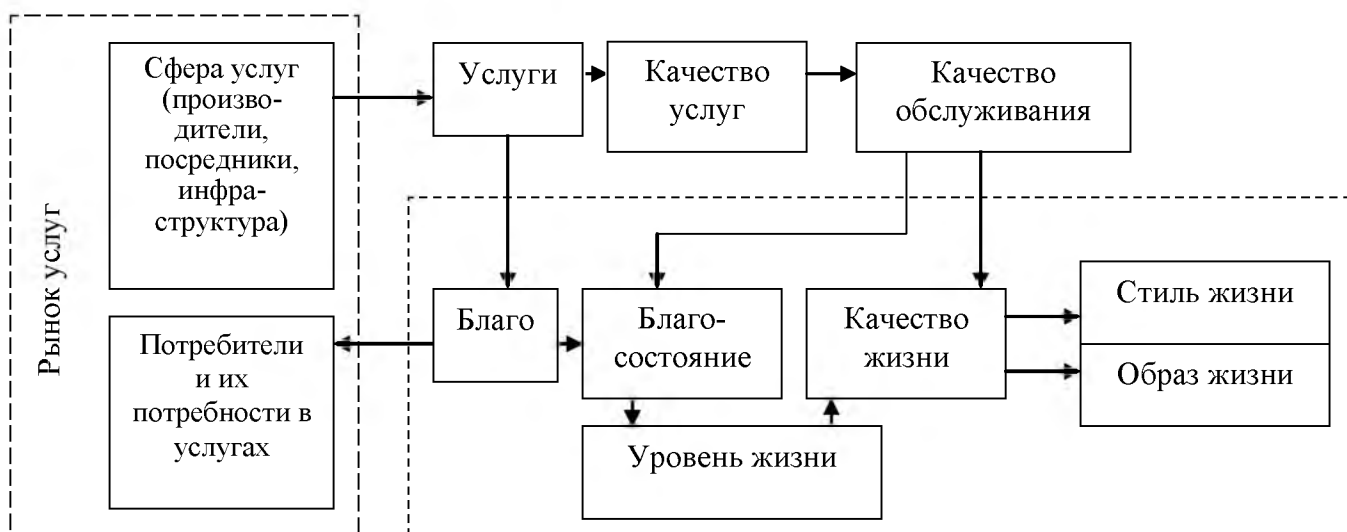 Рынок услуг
Сфера услуг
(произво-
дители,
посредники,
инфра-
структура)
Услуги
Качество
услуг
Качество
обслуживания
Потребители
и их
потребности в
услугах
Благо
Благо-
состояние
Качество
жизни
Стиль жизни
Образ жизни
Уровень жизни